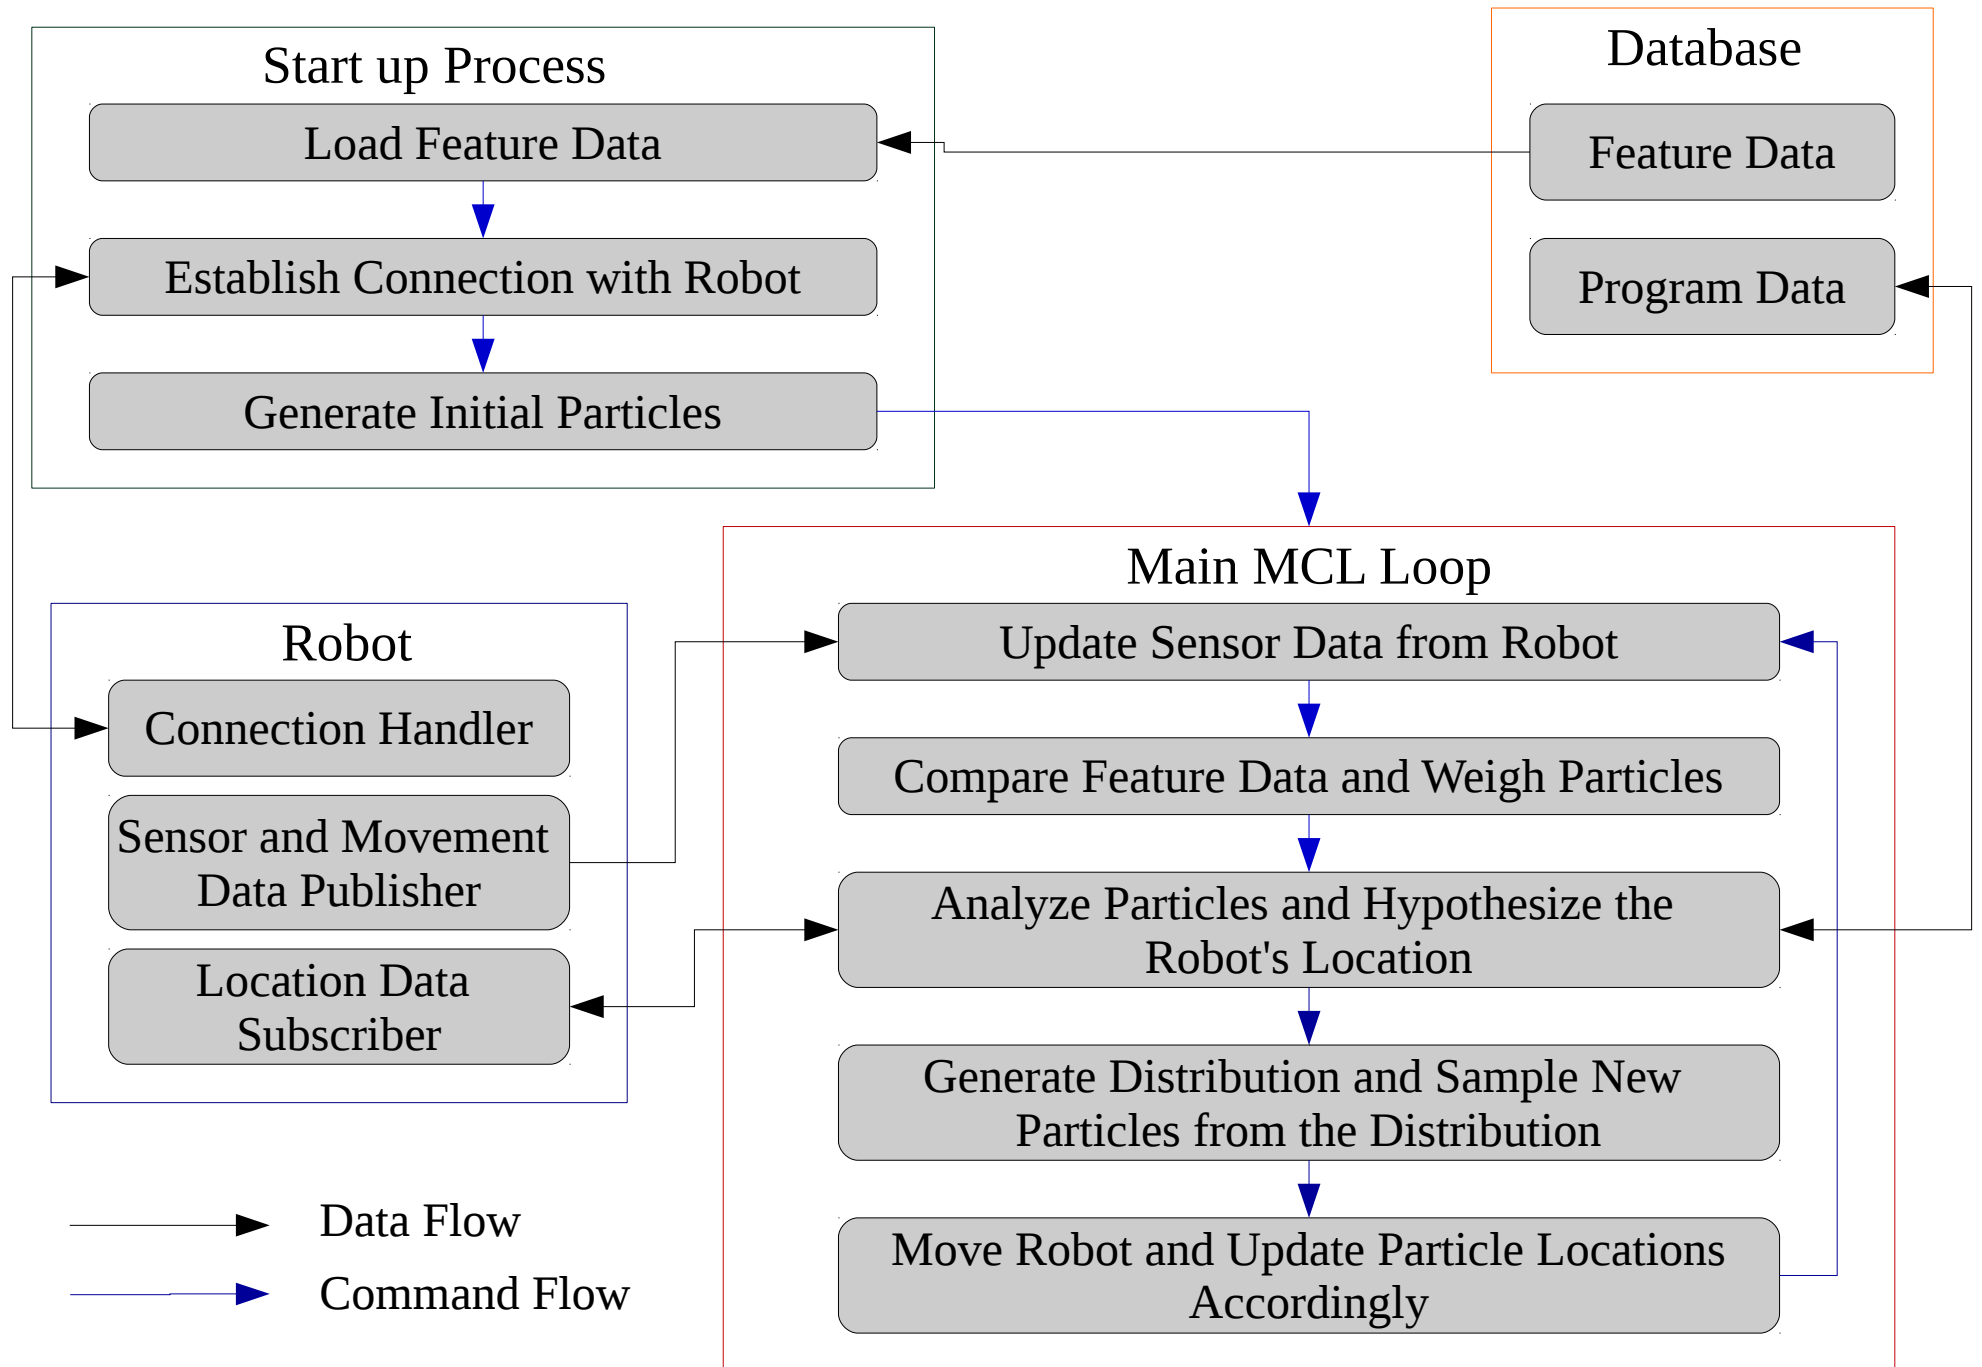 Start up Process
Load Feature Data
Establish Connection with Robot
Generate Initial Particles
Database
Feature Data
Program Data
Robot
Connection Handler
Sensor and Movement
Data Publisher
Location Data
Subscriber
Main MCL Loop
Update Sensor Data from Robot
Compare Feature Data and Weigh Particles
Analyze Particles and Hypothesize the
Robot's Location
Generate Distribution and Sample New
Particles from the Distribution
Move Robot and Update Particle Locations
Accordingly
Data Flow
Command Flow